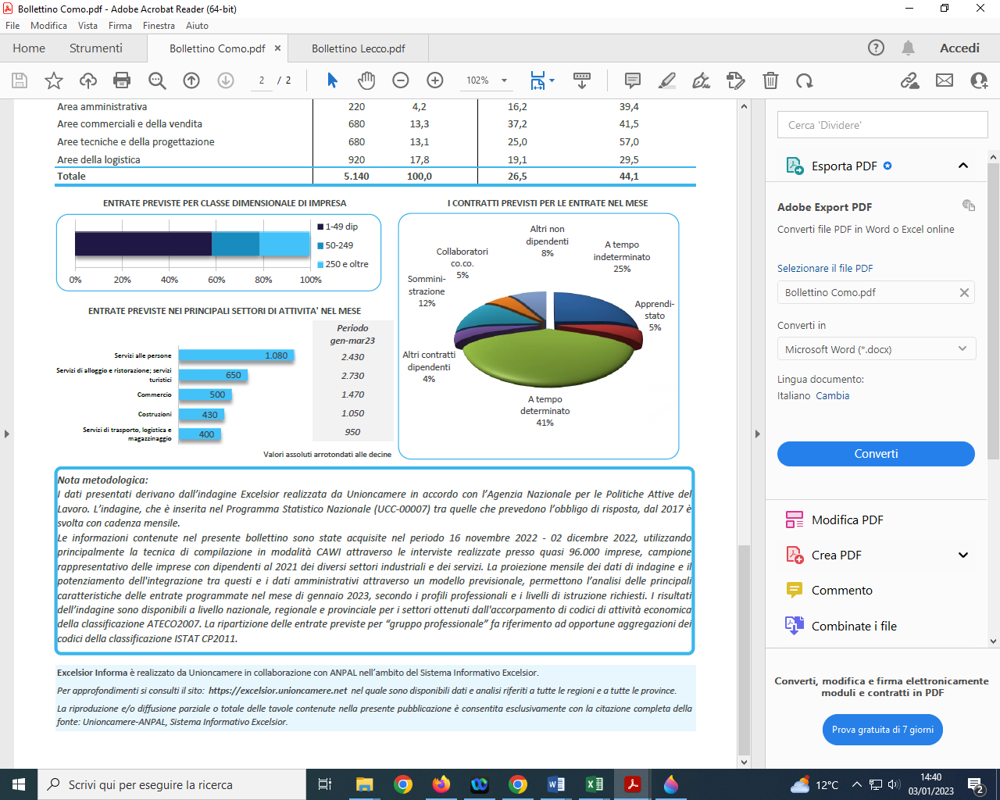 Bollettino Como.pdf - Adobe Acrobat Reader (64-bit)
File Modifica Vista Firma Finestra Aiuto
Home Strumenti Bollettino Como.pdf × Bollettino Lecco.pdf Accedi
2 / 2 102%
Area amministrativa 220 4,2 16,2 39,4
Aree commerciali e della vendita 680 13,3 37,2 41,5
Aree tecniche e della progettazione 680 13,1 25,0 57,0
Aree della logistica 920 17,8 19,1 29,5
Totale 5.140 100,0 26,5 44,1
ENTRATE PREVISTE PER CLASSE DIMENSIONALE DI IMPRESA
1-49 dip
50-249
250 e oltre
0% 20% 40% 60% 80% 100%
ENTRATE PREVISTE NEI PRINCIPALI SETTORI DI ATTIVITA' NEL MESE
Periodo
gen-mar23
Servizi alle persone 1.080 2.430
Servizi di alloggio e ristorazione; servizi
turistici 650 2.730
Commercio 500 1.470
Costruzioni 430 1.050
Servizi di trasporto, logistica e
magazzinaggio 400 950
Valori assoluti arrotondati alle decine
I CONTRATTI PREVISTI PER LE ENTRATE NEL MESE
Altri non
dipendenti
8%
A tempo
indeterminato
25%
Collaboratori
co.co.
5%
Sommini-
strazione
12%
Apprendi-
stato
5%
Altri contratti
dipendenti
4%
A tempo
determinato
41%
Nota metodologica:
I dati presentati derivano dall’indagine Excelsior realizzata da Unioncamere in accordo con l’Agenzia Nazionale per le Politiche Attive del
Lavoro. L’indagine, che è inserita nel Programma Statistico Nazionale (UCC-00007) tra quelle che prevedono l’obbligo di risposta, dal 2017 è
svolta con cadenza mensile.
Le informazioni contenute nel presente bollettino sono state acquisite nel periodo 16 novembre 2022 - 02 dicembre 2022, utilizzando
principalmente la tecnica di compilazione in modalità CAWI attraverso le interviste realizzate presso quasi 96.000 imprese, campione
rappresentativo delle imprese con dipendenti al 2021 dei diversi settori industriali e dei servizi. La proiezione mensile dei dati di indagine e il
potenziamento dell'integrazione tra questi e i dati amministrativi attraverso un modello previsionale, permettono l’analisi delle principali
caratteristiche delle entrate programmate nel mese di gennaio 2023, secondo i profili professionali e i livelli di istruzione richiesti. I risultati
dell’indagine sono disponibili a livello nazionale, regionale e provinciale per i settori ottenuti dall'accorpamento di codici di attività economica
della classificazione ATECO2007. La ripartizione delle entrate previste per “gruppo professionale” fa riferimento ad opportune aggregazioni dei
codici della classificazione ISTAT CP2011.
Excelsior Informa è realizzato da Unioncamere in collaborazione con ANPAL nell’ambito del Sistema Informativo Excelsior.
Per approfondimenti si consulti il sito: https://excelsior.unioncamere.net nel quale sono disponibili dati e analisi riferiti a tutte le regioni e a tutte le province.
La riproduzione e/o diffusione parziale o totale delle tavole contenute nella presente pubblicazione è consentita esclusivamente con la citazione completa della
fonte: Unioncamere-ANPAL, Sistema Informativo Excelsior.
Cerca 'Dividere'
Esporta PDF
Adobe Export PDF
Converti file PDF in Word o Excel online
Selezionare il file PDF
Bollettino Como.pdf
Converti in
Microsoft Word (*.docx)
Lingua documento:
Italiano Cambia
Converti
Modifica PDF
Crea PDF
Commento
Combinate i file
Converti, modifica e firma elettronicamente
moduli e contratti in PDF
Prova gratuita di 7 giorni
Scrivi qui per eseguire la ricerca
12°C
14:40
03/01/2023
2